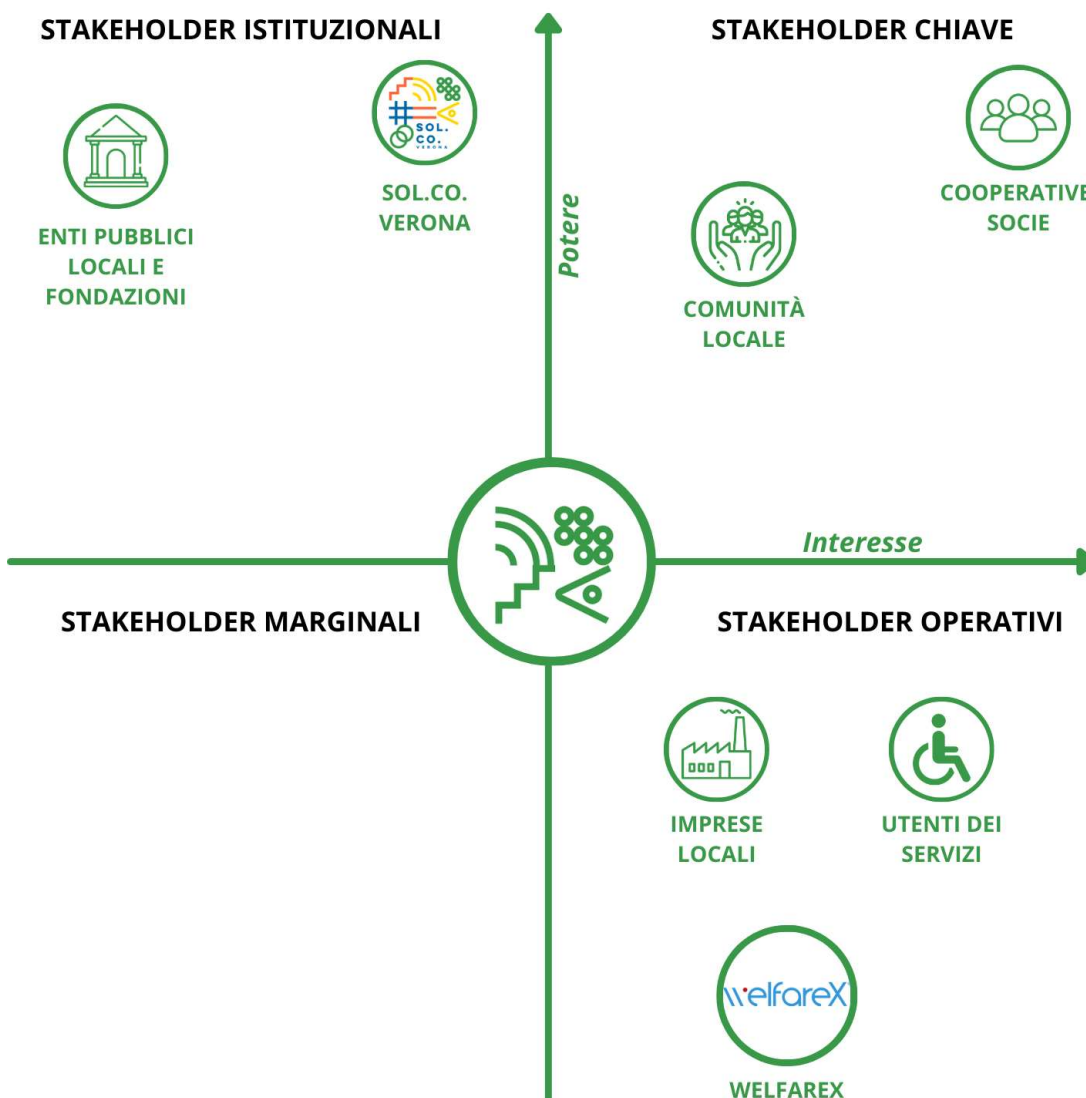 STAKEHOLDER ISTITUZIONALI
STAKEHOLDER CHIAVE
SOL.
CO.
VERONA
SOL.CO.
VERONA
ENTI PUBBLICI
LOCALI E
FONDAZIONI
Potere
COOPERATIVE
SOCIE
COMUNITÀ
LOCALE
Interesse
STAKEHOLDER MARGINALI
STAKEHOLDER OPERATIVI
IMPRESE
LOCALI
UTENTI DEI
SERVIZI
WelfareX
WELFAREX